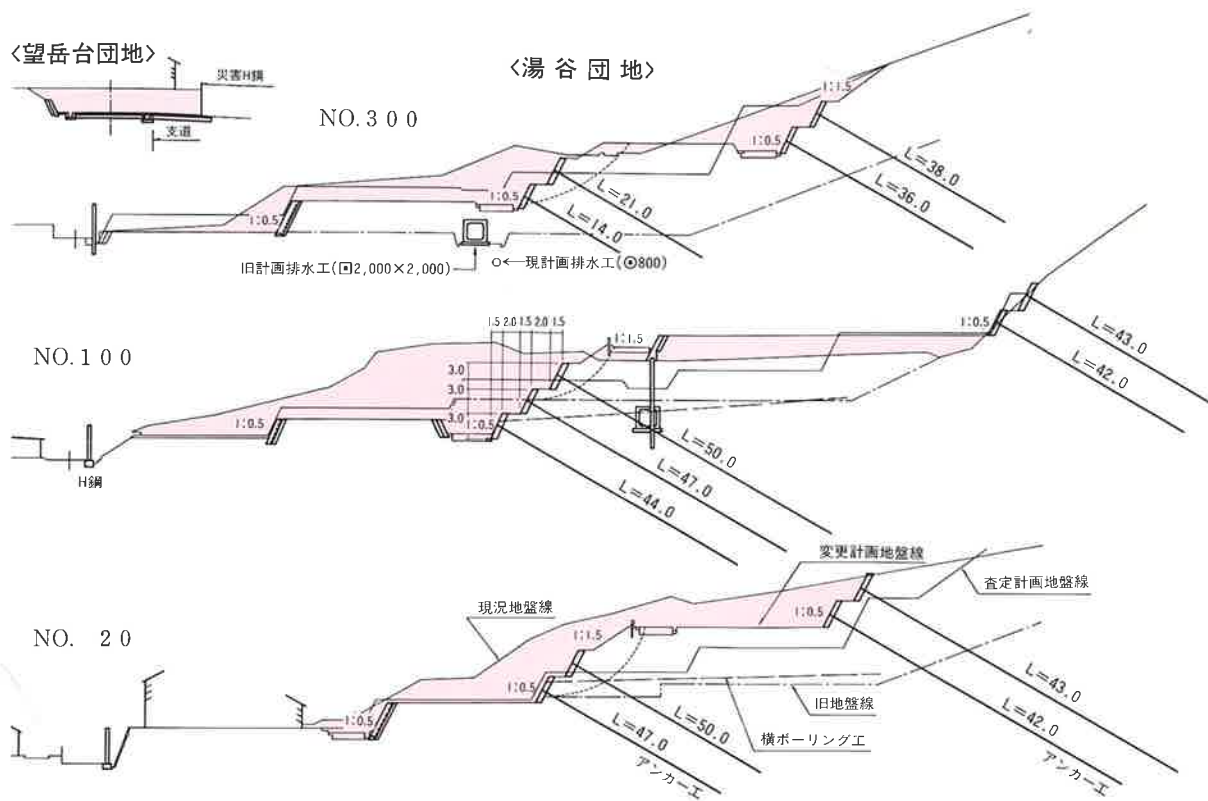 〈望岳台団地〉
災害H鋼
支道
〈湯谷団地〉
NO.300
1:1.5
1:0.5
L=38.0
L=36.0
1:0.5
L=21.0
L=14.0
1:0.5
旧計画排水工(回2,000×2,000)
現計画排水工(◉800)
NO.100
1.5 2.0 1.5 2.0 1.5
1:1.5
3.0
3.0
3.0
1:0.5
1:0.5
1:0.5
L=43.0
L=42.0
L=50.0
L=47.0
L=44.0
H鋼
NO. 20
現況地盤線
変更計画地盤線
査定計画地盤線
1:1.5
1:0.5
1:0.5
1:0.5
L=43.0
L=42.0
アンカー工
L=50.0
L=47.0
アンカー工
旧地盤線
横ボーリング工